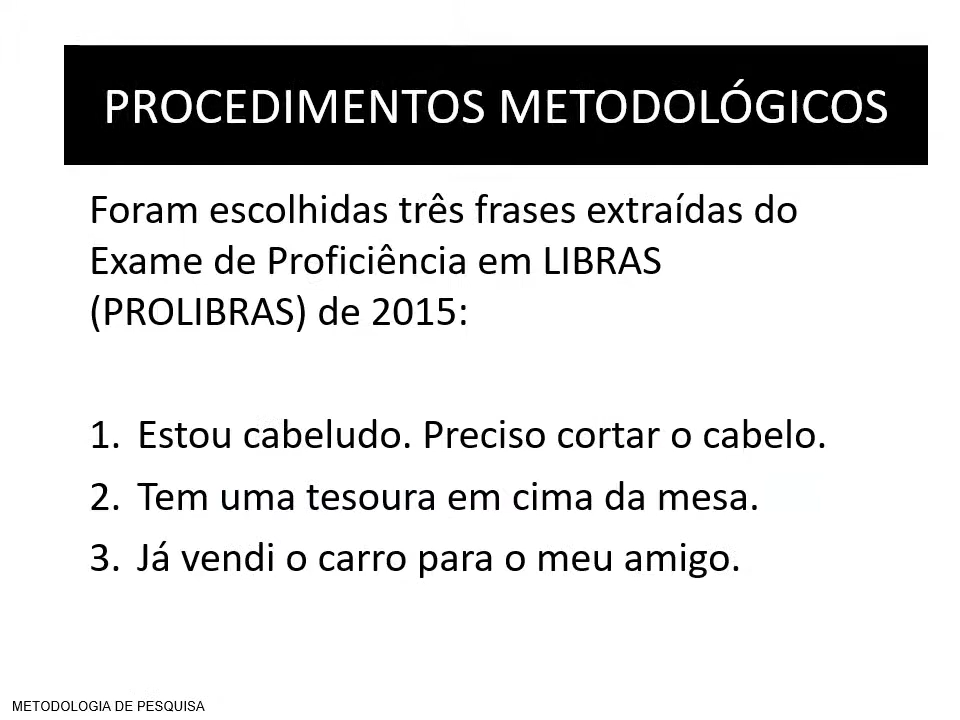 PROCEDIMENTOS METODOLÓGICOS
Foram escolhidas três frases extraídas do
Exame de Proficiência em LIBRAS
(PROLIBRAS) de 2015:
1. Estou cabeludo. Preciso cortar o cabelo.
2. Tem uma tesoura em cima da mesa.
3. Já vendi o carro para o meu amigo.
METODOLOGIA DE PESQUISA